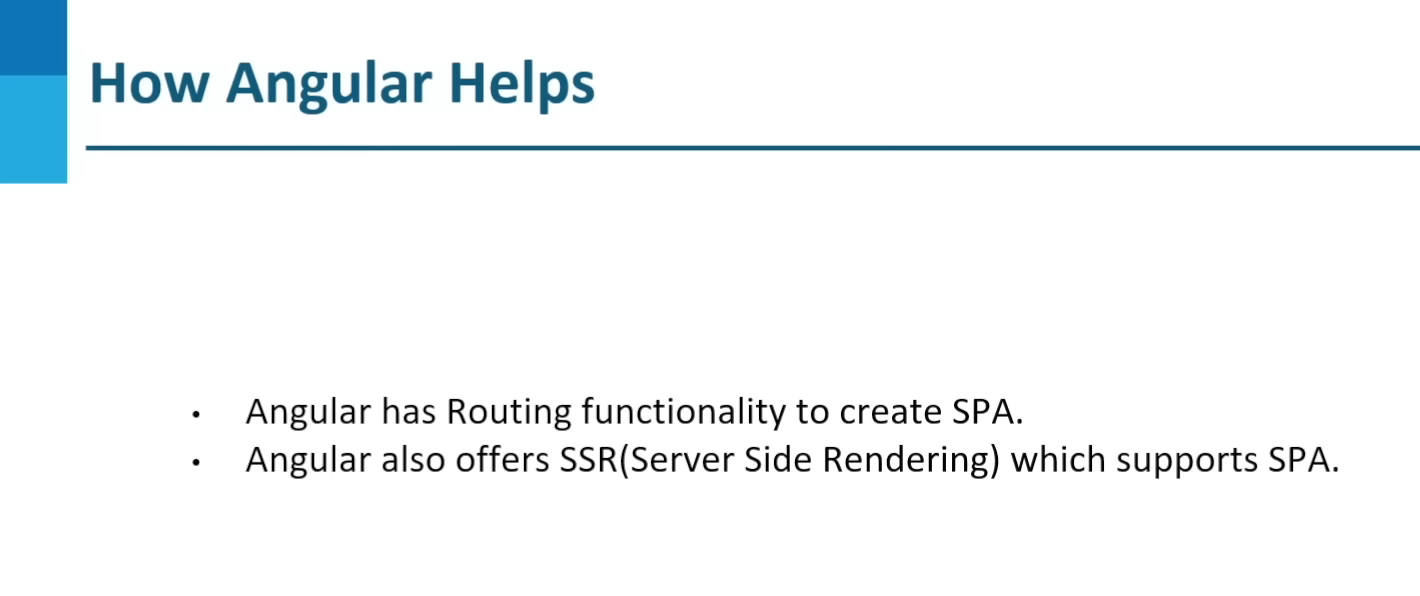 How Angular Helps
• Angular has Routing functionality to create SPA.
• Angular also offers SSR(Server Side Rendering) which supports SPA.